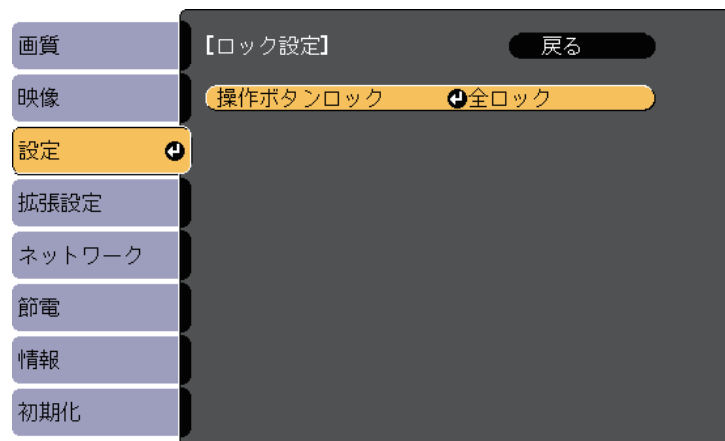 画質
映像
設定
拡張設定
ネットワーク
節電
情報
初期化
【ロック設定】 戻る
操作ボタンロック 全ロック